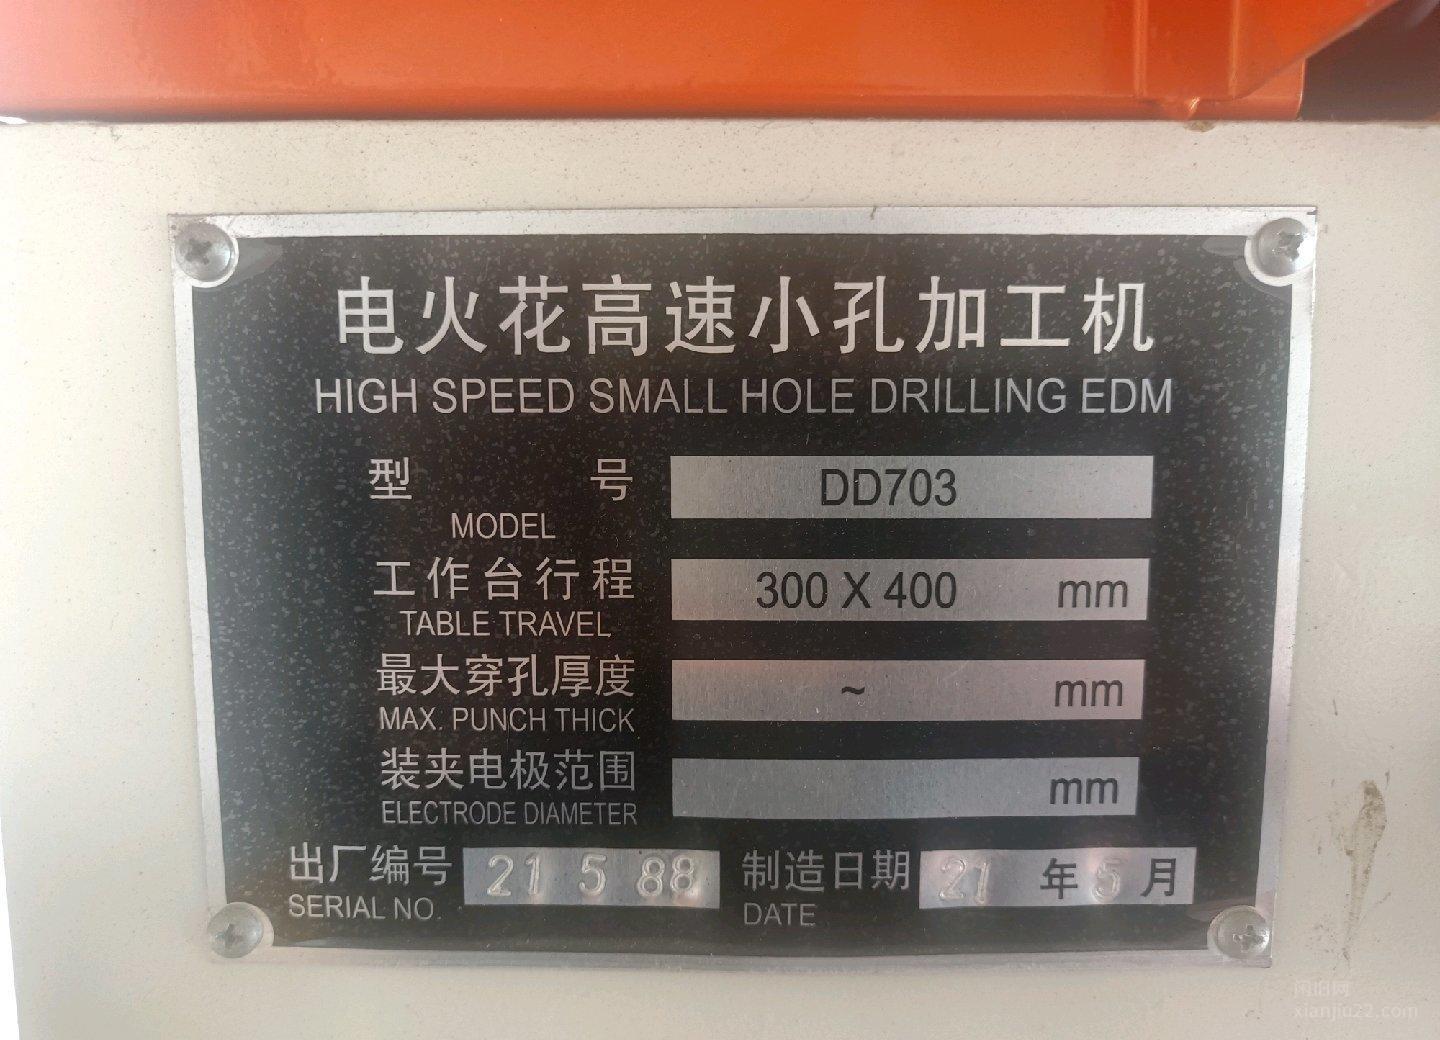 电火花高速小孔加工机
HIGH SPEED SMALL HOLE DRILLING EDM
型 号 DD703
MODEL
工作台行程 300 X 400 mm
TABLE TRAVEL
最大穿孔厚度 ~ mm
MAX. PUNCH THICK
装夹电极范围 mm
ELECTRODE DIAMETER
出厂编号 21 5 88 制造日期 21 年 5 月
SERIAL NO. DATE
闲旧网
xianjiu22.com